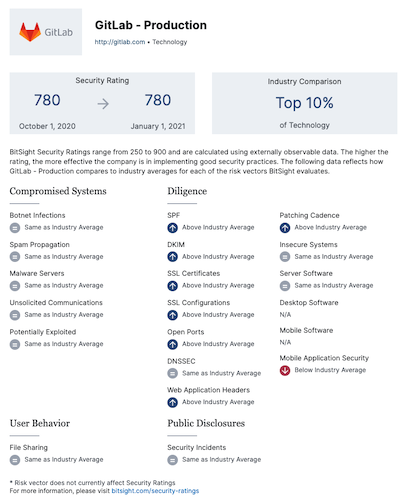 GitLab
GitLab - Production
http://gitlab.com • Technology
Security Rating
780
780
October 1, 2020
January 1, 2021
Industry Comparison
Top 10%
of Technology
BitSight Security Ratings range from 250 to 900 and are calculated using externally observable data. The higher the
rating, the more effective the company is in implementing good security practices. The following data reflects how
GitLab - Production compares to industry averages for each of the risk vectors BitSight evaluates.
Compromised Systems
Botnet Infections
Same as Industry Average
Spam Propagation
Same as Industry Average
Malware Servers
Same as Industry Average
Unsolicited Communications
Same as Industry Average
Potentially Exploited
Same as Industry Average
Diligence
SPF
Above Industry Average
DKIM
Above Industry Average
SSL Certificates
Above Industry Average
SSL Configurations
Above Industry Average
Open Ports
Above Industry Average
DNSSEC
Same as Industry Average
Web Application Headers
Above Industry Average
Patching Cadence
Above Industry Average
Insecure Systems
Same as Industry Average
Server Software
Same as Industry Average
Desktop Software
N/A
Mobile Software
N/A
Mobile Application Security
Below Industry Average
User Behavior
File Sharing
Same as Industry Average
Public Disclosures
Security Incidents
Same as Industry Average
* Risk vector does not currently affect Security Ratings
For more information, please visit bitsight.com/security-ratings